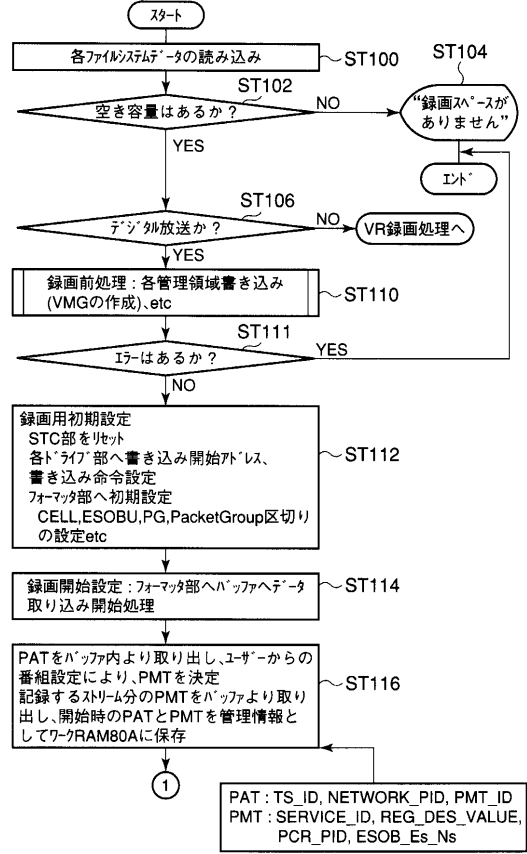 スタート
各ファイルシステムデータの読み込み
ST100
空き容量はあるか?
ST102
NO
YES
ST104
“録画スペースが
ありません”
エンド
デジタル放送か?
ST106
NO
VR録画処理へ
YES
録画前処理:各管理領域書き込み
(VMGの作成)、etc
ST110
エラーはあるか?
ST111
YES
NO
録画用初期設定
STC部をリセット
各ドライブ部へ書き込み開始アドレス、
書き込み命令設定
フォーマッタ部へ初期設定
CELL,ESOBU,PG,PacketGroup区切り
の設定etc
ST112
録画開始設定:フォーマッタ部へバッファへデータ
取り込み開始処理
ST114
PATをバッファ内より取り出し、ユーザーからの
番組設定により、PMTを決定
記録するストリーム分のPMTをバッファより取り
出し、開始時のPATとPMTを管理情報と
してワークRAM80Aに保存
ST116
1
PAT : TS_ID, NETWORK_PID, PMT_ID
PMT : SERVICE_ID, REG_DES_VALUE,
PCR_PID, ESOB_Es_Ns